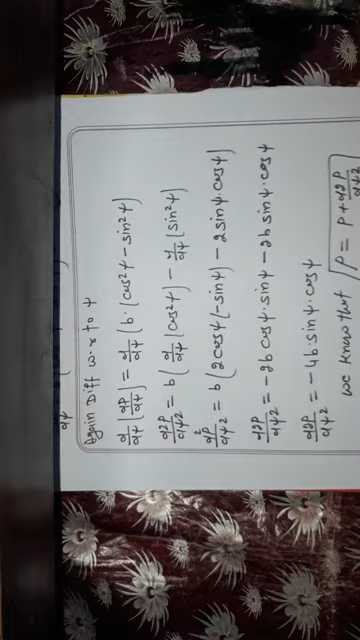 dψ
Again Diff w.r to ψ
d/dψ (dp/dψ) = d/dψ (b·(cos²ψ - sin²ψ)
d2p/dψ2 = b( d/dψ (cos²ψ) - d/dψ (sin²ψ)
d2p/dψ2 = b(2cosψ(-sinψ) - 2sinψ.cosψ)
d2p/dψ2 = -2b cosψ.sinψ - 2b sinψ.cosψ
d2p/dψ2 = -4b sinψ.cosψ
we know that ρ = P + d2P/dψ2